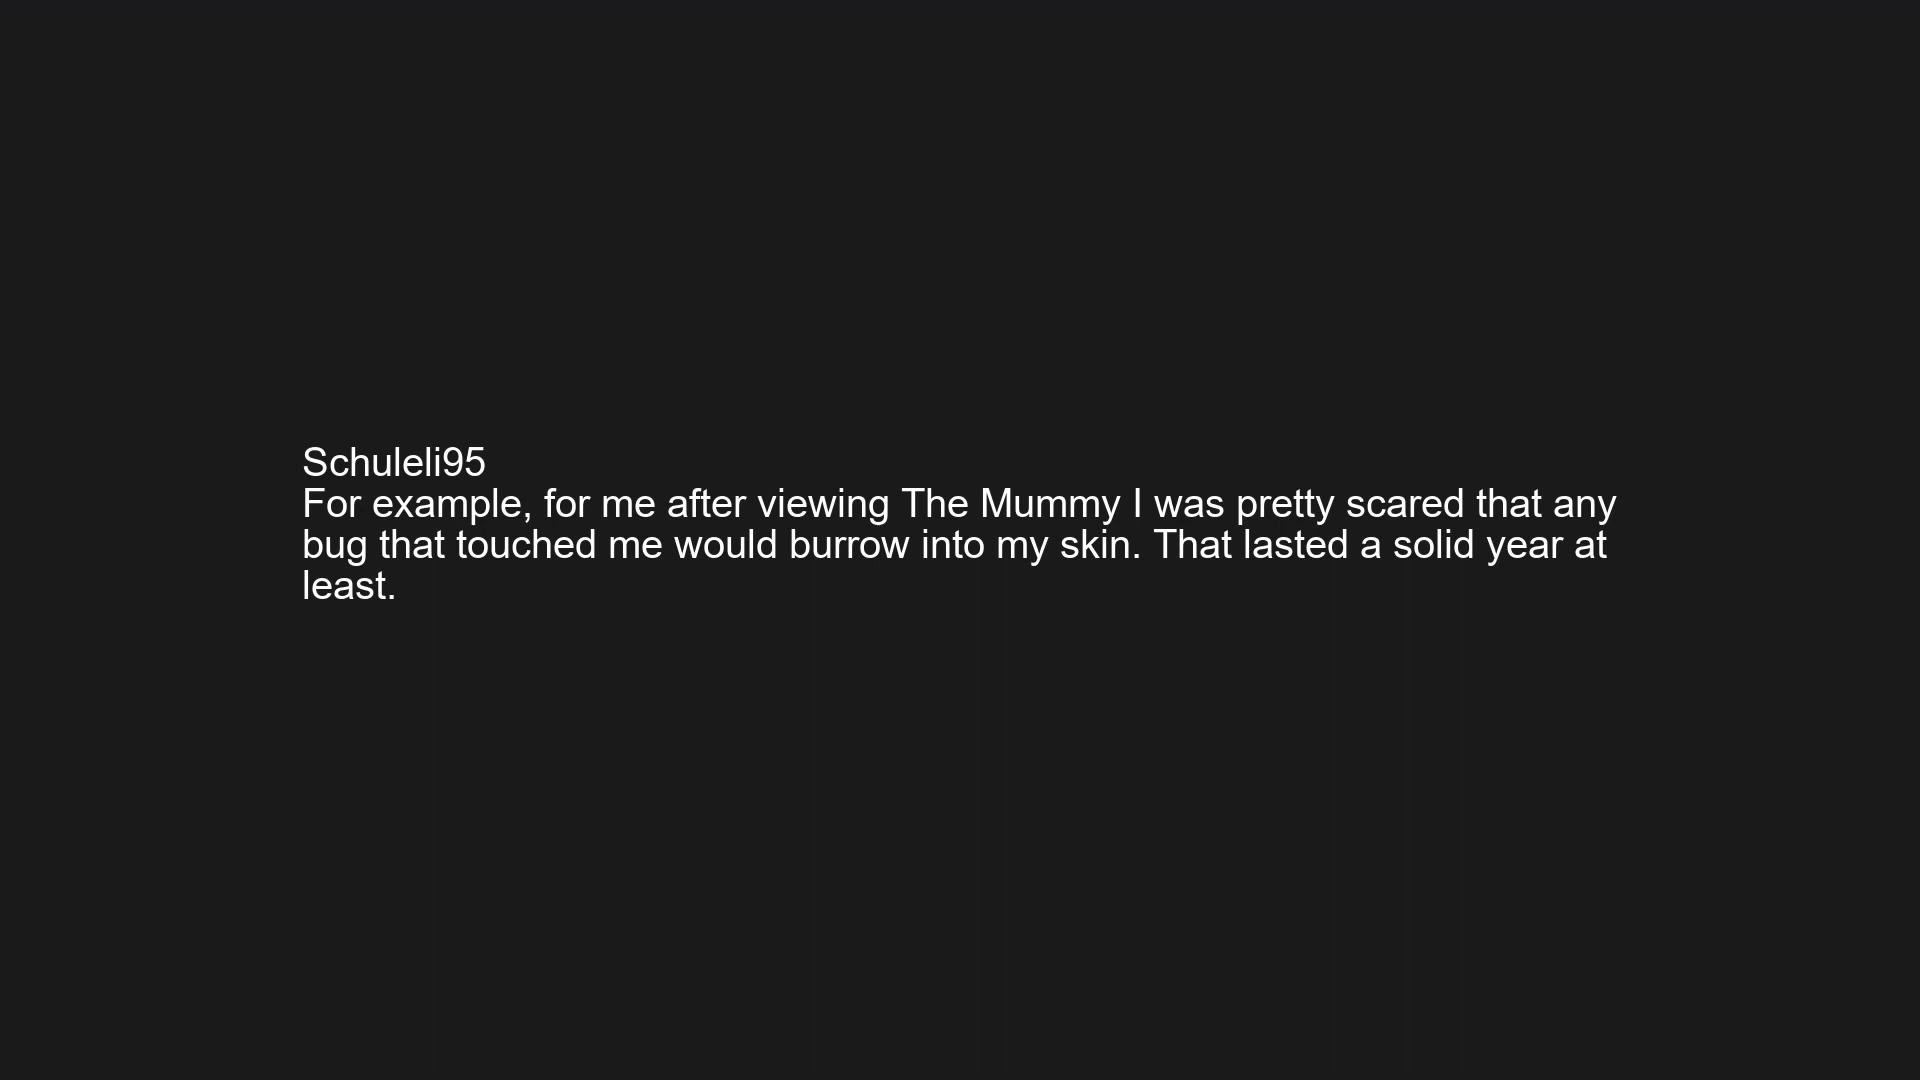 Schuleli95
For example, for me after viewing The Mummy I was pretty scared that any
bug that touched me would burrow into my skin. That lasted a solid year at
least.